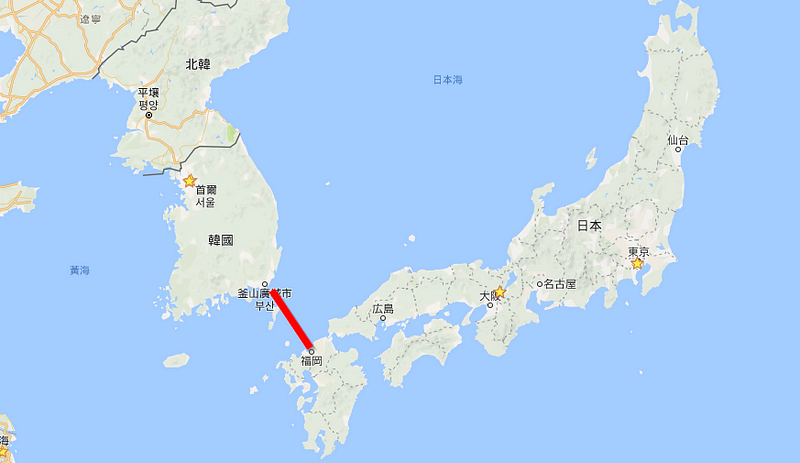 遼寧
北韓
平壤
평양
日本海
仙台
首爾
서울
韓國
日本
東京
黃海
釜山廣域市
부산
大阪
名古屋
広島
福岡
海